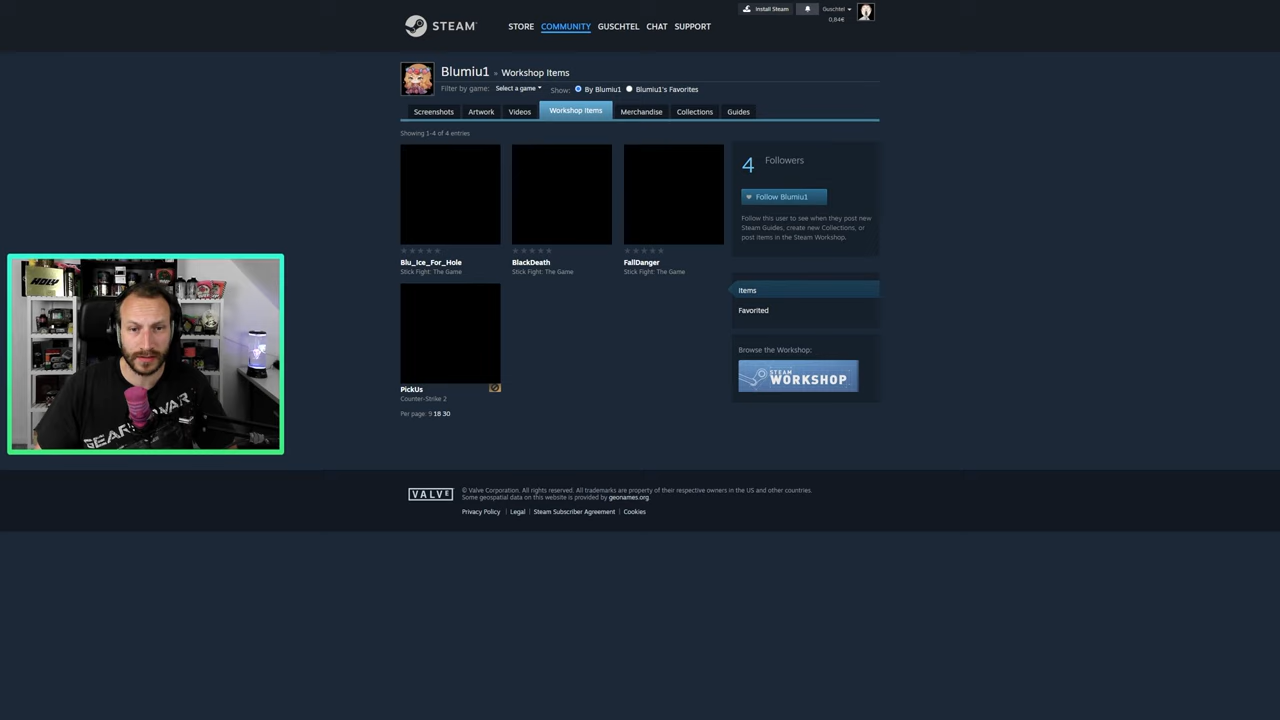 Install Steam
Guschtel
0,84€
STEAM
STORE COMMUNITY GUSCHTEL CHAT SUPPORT
Blumiu1 » Workshop Items
Filter by game: Select a game Show: By Blumiu1 Blumiu1's Favorites
Screenshots Artwork Videos Workshop Items Merchandise Collections Guides
Showing 1-4 of 4 entries
Blu_Ice_For_Hole
Stick Fight: The Game
BlackDeath
Stick Fight: The Game
FallDanger
Stick Fight: The Game
PickUs
Counter-Strike 2
Per page: 9 18 30
4 Followers
Follow Blumiu1
Follow this user to see when they post new
Steam Guides, create new Collections, or
post items in the Steam Workshop.
Items
Favorited
Browse the Workshop:
STEAM
WORKSHOP
HOLY
GEARS WAR
VALVE
© Valve Corporation. All rights reserved. All trademarks are property of their respective owners in the US and other countries.
Some geospatial data on this website is provided by geonames.org.
Privacy Policy | Legal | Steam Subscriber Agreement | Cookies